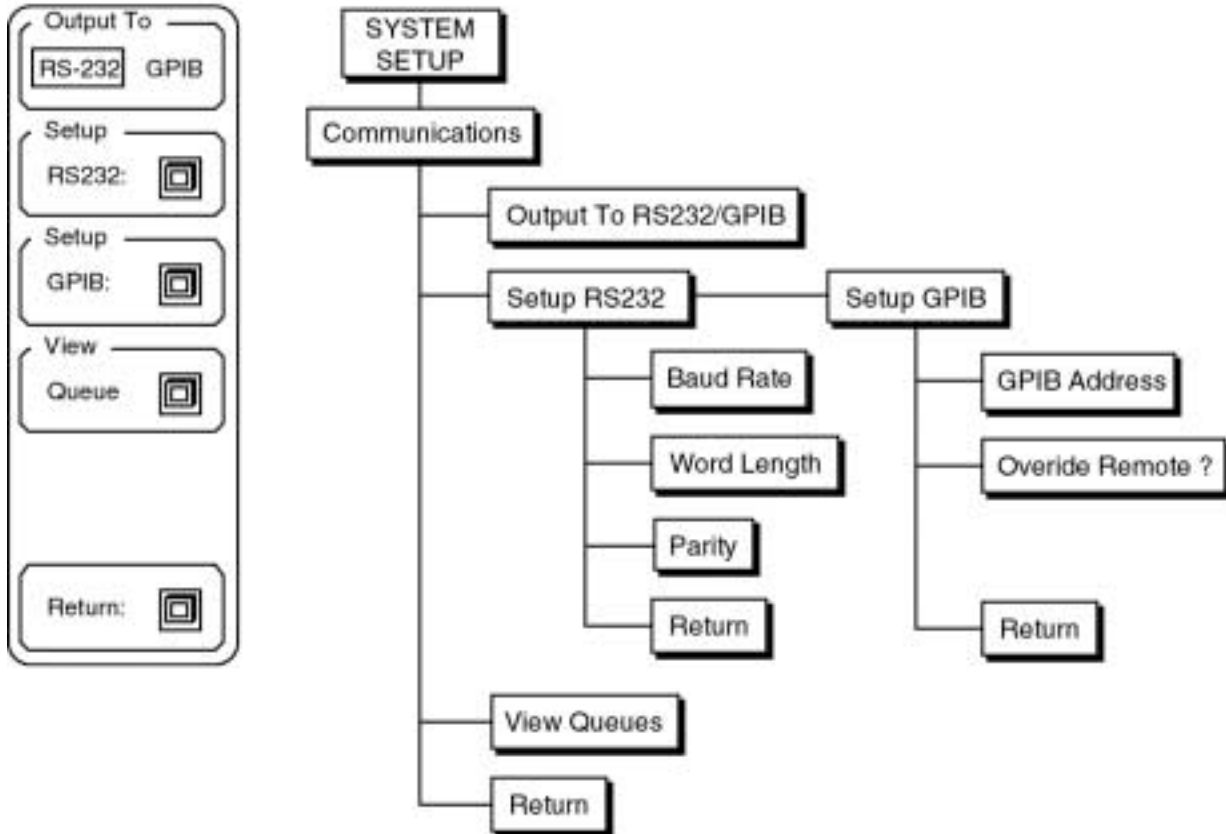 Output To
RS-232 GPIB
Setup
RS232:
Setup
GPIB:
View
Queue
Return:
SYSTEM
SETUP
Communications
Output To RS232/GPIB
Setup RS232
Setup GPIB
Baud Rate
GPIB Address
Word Length
Overide Remote ?
Parity
Return
Return
View Queues
Return